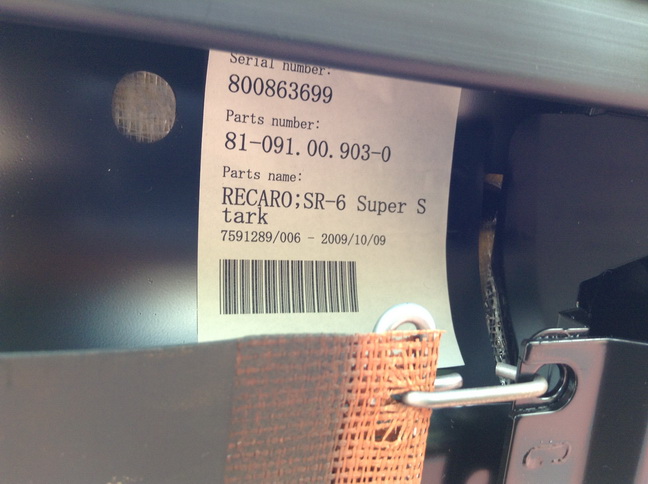 Serial number:
800863699
Parts number:
81-091.00.903-0
Parts name:
RECARO;SR-6 Super S
tark
7591289/006 - 2009/10/09